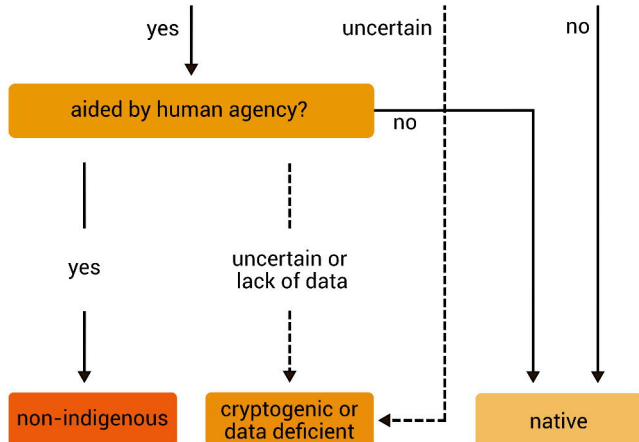 yes
uncertain
no
aided by human agency?
no
yes
uncertain or
lack of data
non-indigenous
cryptogenic or
data deficient
native